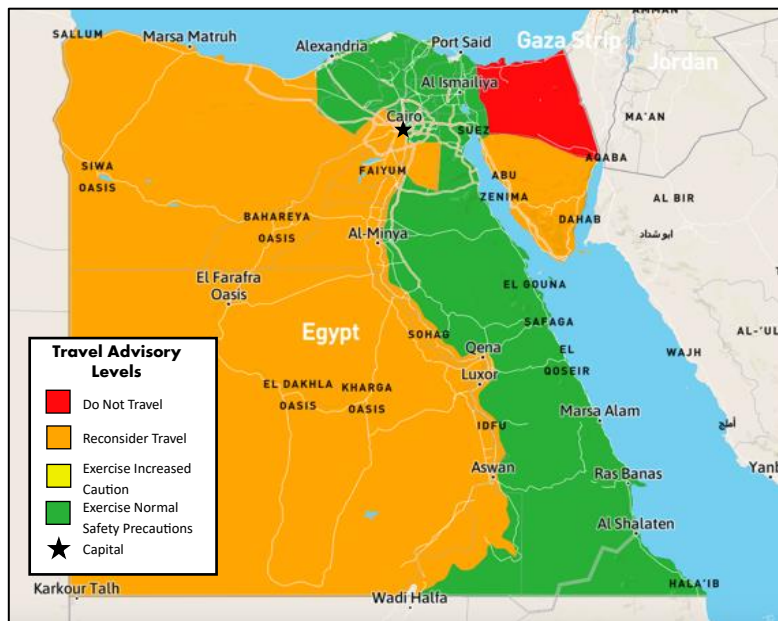 AMMAN
SALLUM
Marsa Matruh
Alexandria
Port Said
Gaza Strip
Jordan
Al Ismailiya
Cairo
SUEZ
MA'AN
SIWA
OASIS
FAIYUM
ABU
ZENIMA
AQABA
AL BIR
BAHAREYA
OASIS
DAHAB
ابو شداد
Al-Minya
El Farafra
Oasis
EL GOUNA
Egypt
SOHAG
SAFAGA
AL-'UL
Qena
EL
QOSEIR
WAJH
Luxor
EL DAKHLA
OASIS
KHARGA
OASIS
Marsa Alam
أملج
IDFU
Aswan
Ras Banas
Yanb
Al Shalaten
HALA'IB
Karkour Talh
Wadi Halfa
Travel Advisory
Levels
Do Not Travel
Reconsider Travel
Exercise Increased
Caution
Exercise Normal
Safety Precautions
Capital